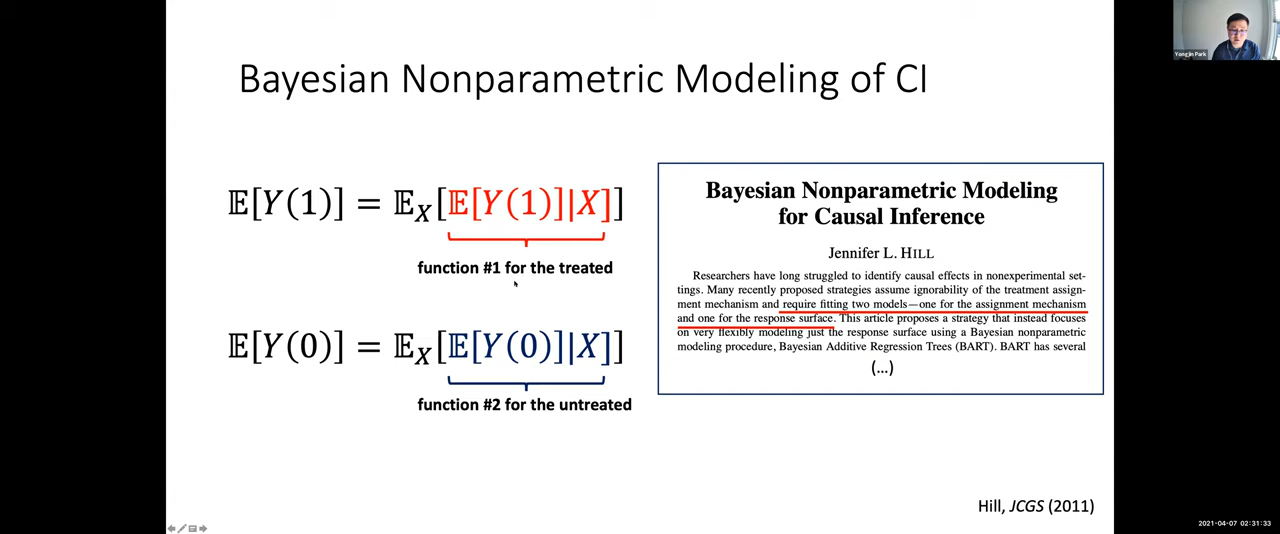 Bayesian Nonparametric Modeling of CI
𝔼[Y(1)] = 𝔼_X[𝔼[Y(1)]|X]]
function #1 for the treated
𝔼[Y(0)] = 𝔼_X[𝔼[Y(0)]|X]]
function #2 for the untreated
Bayesian Nonparametric Modeling
for Causal Inference
Jennifer L. HILL
Researchers have long struggled to identify causal effects in nonexperimental set-
tings. Many recently proposed strategies assume ignorability of the treatment assign-
ment mechanism and require fitting two models—one for the assignment mechanism
and one for the response surface. This article proposes a strategy that instead focuses
on very flexibly modeling just the response surface using a Bayesian nonparametric
modeling procedure, Bayesian Additive Regression Trees (BART). BART has several
(...)
Hill, JCGS (2011)
Yongjin Park
2021-04-07 02:31:33